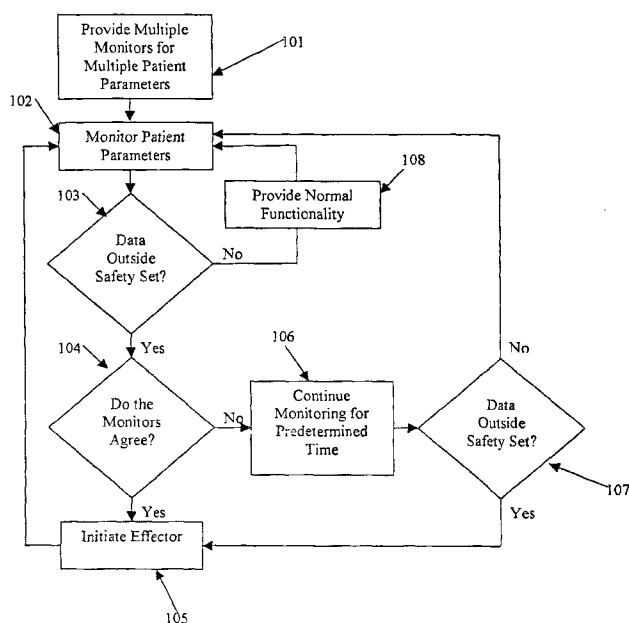 Provide Multiple
Monitors for
Multiple Patient
Parameters
101
102
Monitor Patient
Parameters
108
Provide Normal
Functionality
103
Data
Outside
Safety Set?
No
Yes
104
106
Do the
Monitors
Agree?
No
Continue
Monitoring for
Predetermined
Time
No
Data
Outside
Safety Set?
107
Yes
Yes
Initiate Effector
105